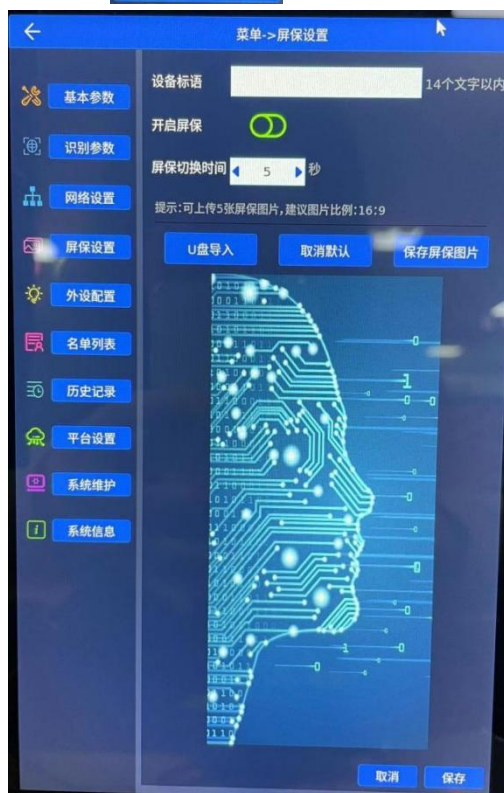 菜单->屏保设置
设备标语 14个文字以内
开启屏保
屏保切换时间 5 秒
提示:可上传5张屏保图片,建议图片比例:16:9
U盘导入 取消默认 保存屏保图片
基本参数
识别参数
网络设置
屏保设置
外设配置
名单列表
历史记录
平台设置
系统维护
系统信息
取消 保存